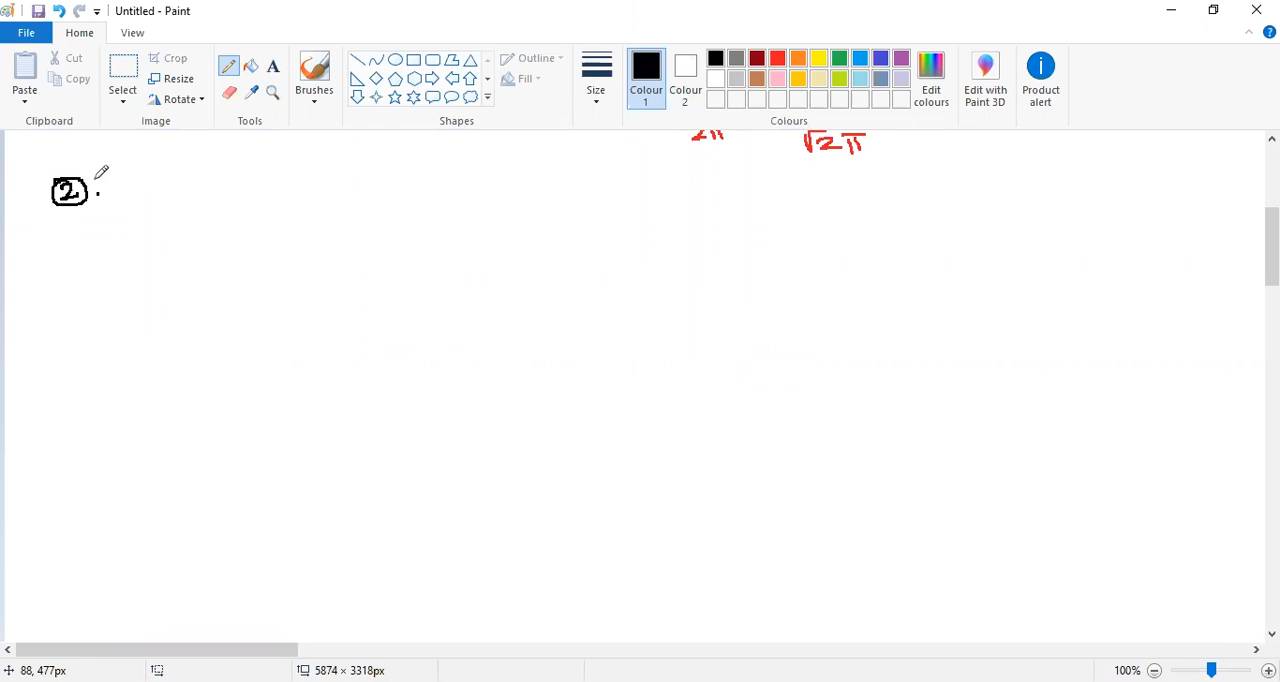 Untitled - Paint
File Home View
Paste Cut Copy Select Crop Resize Rotate A Brushes Outline Fill Size Colour 1 Colour 2 Edit colours Edit with Paint 3D Product alert
Clipboard Image Tools Shapes Colours
2π √2π
② .
88, 477px 5874 × 3318px 100%